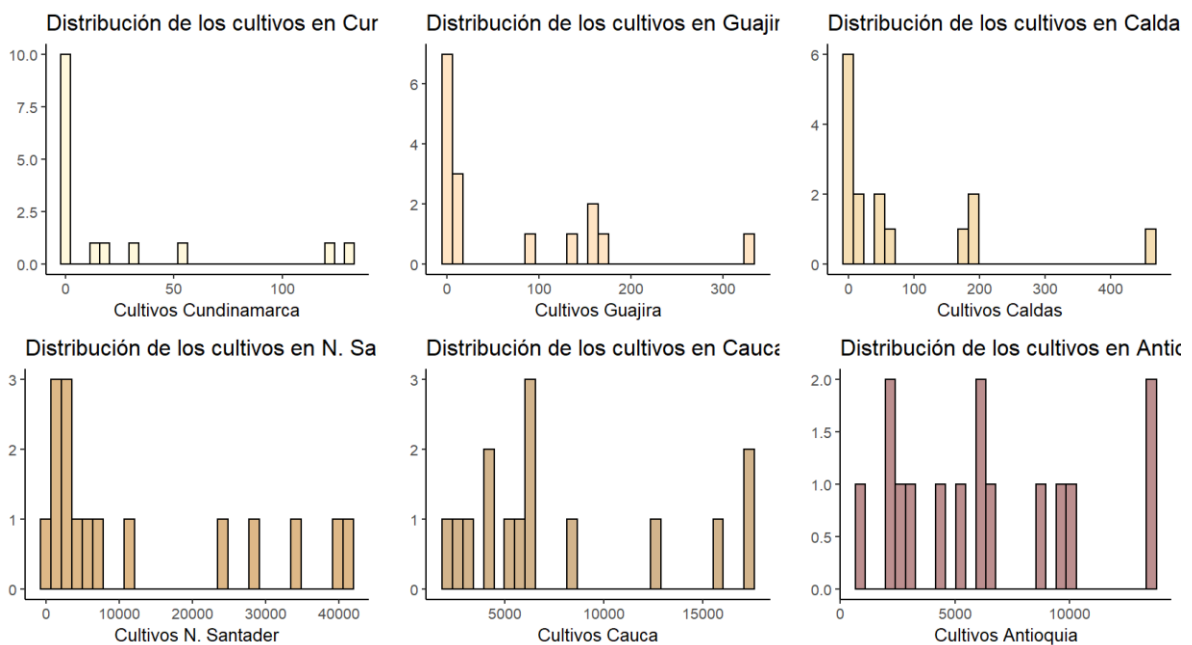 Distribución de los cultivos en Cur
10.0
7.5
5.0
2.5
0.0
0 50 100
Cultivos Cundinamarca
Distribución de los cultivos en Guajir
6
4
2
0
0 100 200 300
Cultivos Guajira
Distribución de los cultivos en Calda
6
4
2
0
0 100 200 300 400
Cultivos Caldas
Distribución de los cultivos en N. Sa
3
2
1
0
0 10000 20000 30000 40000
Cultivos N. Santader
Distribución de los cultivos en Cauca
3
2
1
0
5000 10000 15000
Cultivos Cauca
Distribución de los cultivos en Antio
2.0
1.5
1.0
0.5
0.0
0 5000 10000
Cultivos Antioquia